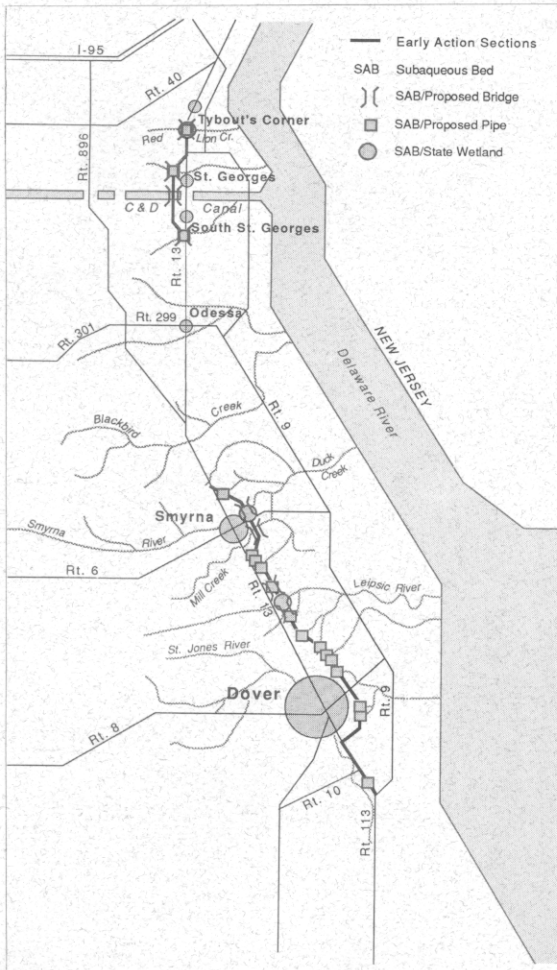 Early Action Sections
SAB Subaqueous Bed
SAB/Proposed Bridge
SAB/Proposed Pipe
SAB/State Wetland
I-95
Rt. 40
Rt. 896
Tybout's Corner
Red Lion Cr.
St. Georges
C & D Canal
South St. Georges
Rt. 13
Odessa
Rt. 299
Rt. 301
NEW JERSEY
Delaware River
Rt. 9
Blackbird Creek
Duck Creek
Smyrna
Smyrna River
Rt. 6
Mill Creek
Rt. 13
Leipsic River
St. Jones River
Dover
Rt. 9
Rt. 8
Rt. 10
Rt. 113